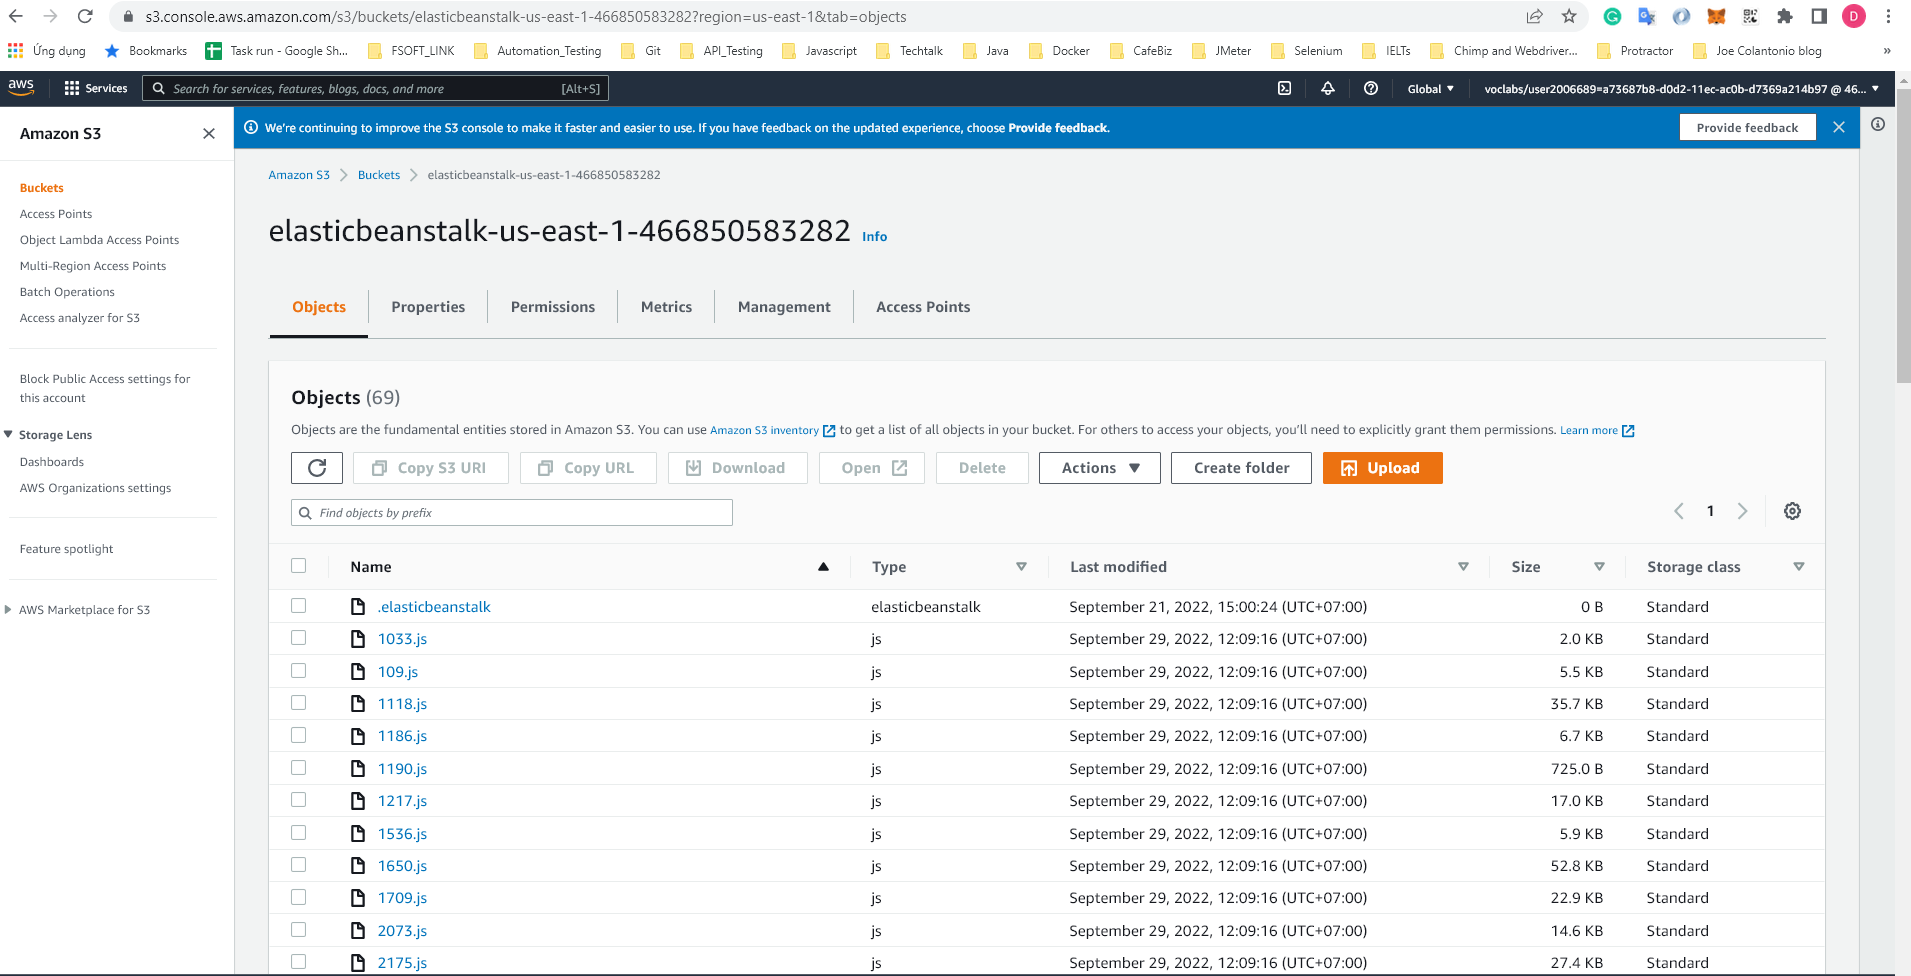 s3.console.aws.amazon.com/s3/buckets/elasticbeanstalk-us-east-1-466850583282?region=us-east-1&tab=objects
D
Ứng dụng Bookmarks Task run - Google Sh... FSOFT_LINK Automation_Testing Git API_Testing Javascript Techtalk Java Docker CafeBiz JMeter Selenium IELTs Chimp and Webdriver... Protractor Joe Colantonio blog »
aws Services Search for services, features, blogs, docs, and more [Alt+S] Global voclabs/user2006689=a73687b8-d0d2-11ec-ac0b-d7369a214b97 @ 46...
Amazon S3
Buckets
Access Points
Object Lambda Access Points
Multi-Region Access Points
Batch Operations
Access analyzer for S3
Block Public Access settings for
this account
Storage Lens
Dashboards
AWS Organizations settings
Feature spotlight
AWS Marketplace for S3
We're continuing to improve the S3 console to make it faster and easier to use. If you have feedback on the updated experience, choose Provide feedback. Provide feedback
Amazon S3 Buckets elasticbeanstalk-us-east-1-466850583282
elasticbeanstalk-us-east-1-466850583282 Info
Objects Properties Permissions Metrics Management Access Points
Objects (69)
Objects are the fundamental entities stored in Amazon S3. You can use Amazon S3 inventory to get a list of all objects in your bucket. For others to access your objects, you'll need to explicitly grant them permissions. Learn more
Copy S3 URI Copy URL Download Open Delete Actions Create folder Upload
Find objects by prefix 1
Name Type Last modified Size Storage class
.elasticbeanstalk elasticbeanstalk September 21, 2022, 15:00:24 (UTC+07:00) 0 B Standard
1033.js js September 29, 2022, 12:09:16 (UTC+07:00) 2.0 KB Standard
109.js js September 29, 2022, 12:09:16 (UTC+07:00) 5.5 KB Standard
1118.js js September 29, 2022, 12:09:16 (UTC+07:00) 35.7 KB Standard
1186.js js September 29, 2022, 12:09:16 (UTC+07:00) 6.7 KB Standard
1190.js js September 29, 2022, 12:09:16 (UTC+07:00) 725.0 B Standard
1217.js js September 29, 2022, 12:09:16 (UTC+07:00) 17.0 KB Standard
1536.js js September 29, 2022, 12:09:16 (UTC+07:00) 5.9 KB Standard
1650.js js September 29, 2022, 12:09:16 (UTC+07:00) 52.8 KB Standard
1709.js js September 29, 2022, 12:09:16 (UTC+07:00) 22.9 KB Standard
2073.js js September 29, 2022, 12:09:16 (UTC+07:00) 14.6 KB Standard
2175.js js September 29, 2022, 12:09:16 (UTC+07:00) 27.4 KB Standard